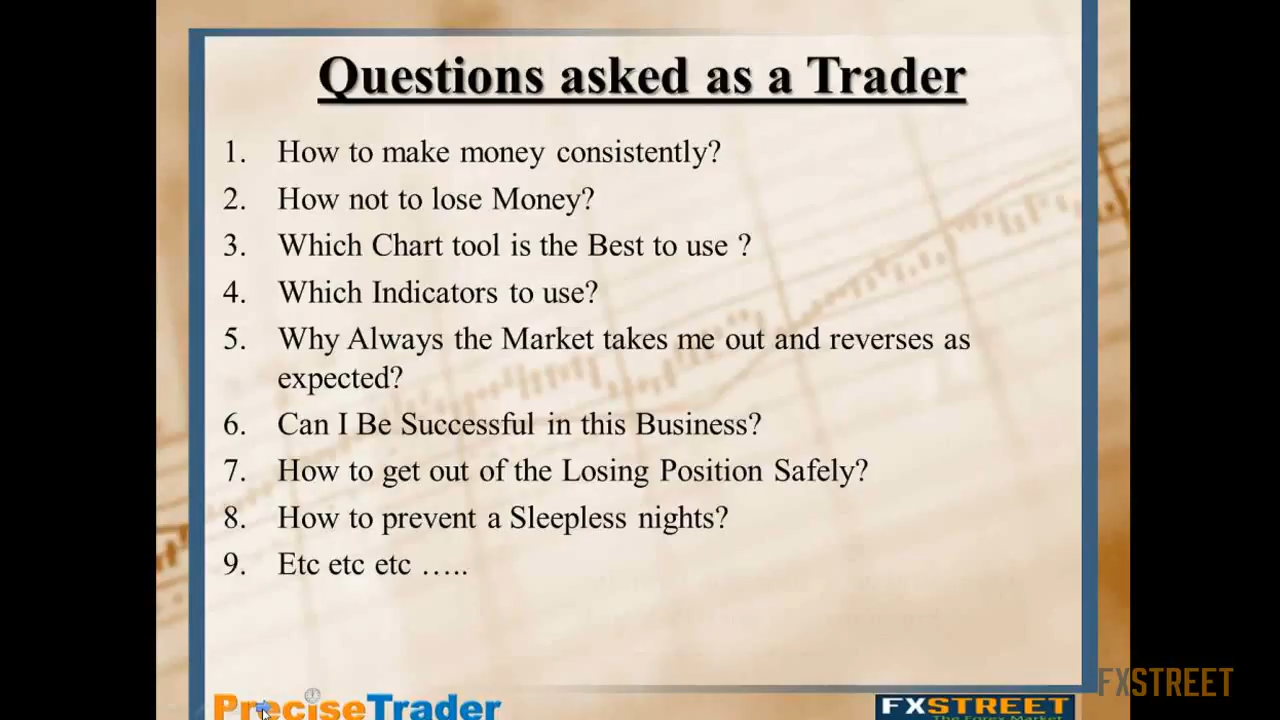 Questions asked as a Trader
1. How to make money consistently?
2. How not to lose Money?
3. Which Chart tool is the Best to use ?
4. Which Indicators to use?
5. Why Always the Market takes me out and reverses as
expected?
6. Can I Be Successful in this Business?
7. How to get out of the Losing Position Safely?
8. How to prevent a Sleepless nights?
9. Etc etc etc …..
PreciseTrader
FXSTREET
The Forex Market
FXSTREET